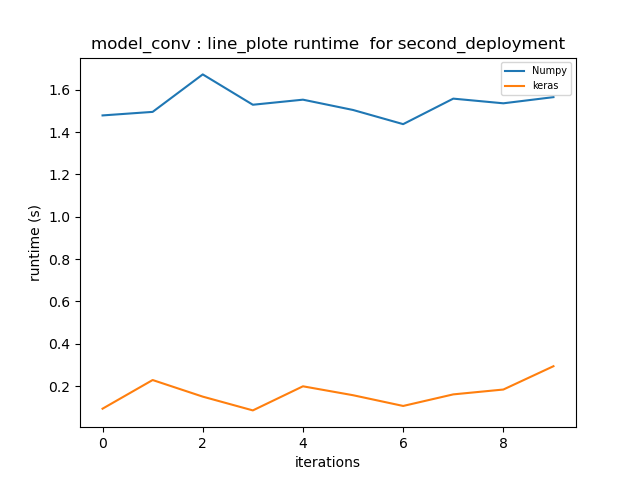 model_conv : line_plote runtime  for second_deployment
Numpy
keras
1.6
1.4
1.2
1.0
0.8
0.6
0.4
0.2
runtime (s)
0 2 4 6 8
iterations